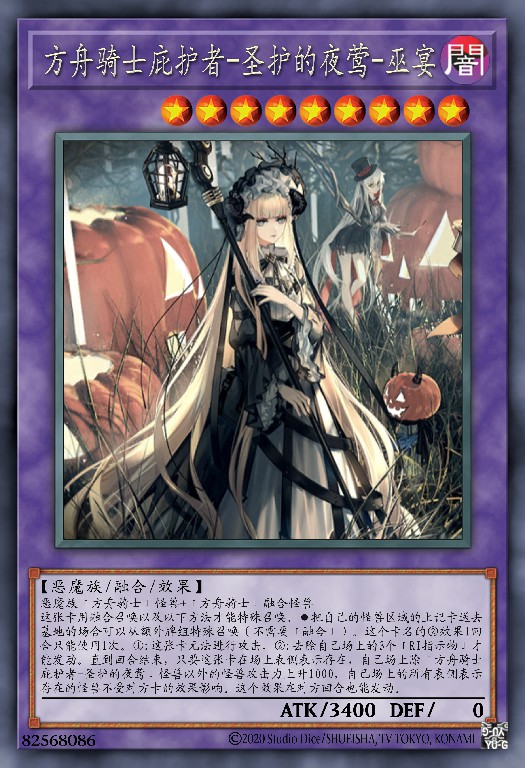 方舟骑士庇护者-圣护的夜莺-巫宴
闇
【恶魔族/融合/效果】
恶魔族「方舟骑士」怪兽+「方舟骑士」融合怪兽
这张卡用融合召唤以及以下方法才能特殊召唤。●把自己的怪兽区域的上记卡送去
墓地的场合可以从额外牌组特殊召唤（不需要「融合」）。这个卡名的②效果1回
合只能使用1次。①：这张卡无法进行攻击。②：去除自己场上的3个「RI指示物」才
能发动。直到回合结束，只要这张卡在场上表侧表示存在，自己场上除「方舟骑士
庇护者-圣护的夜莺」怪兽以外的怪兽攻击力上升1000，自己场上的所有表侧表示
存在的怪兽不受对方卡的效果影响。这个效果在对方回合也能发动。
ATK/3400 DEF/ 0
82568086
©2020 Studio Dice/SHUEISHA, TV TOKYO, KONAMI